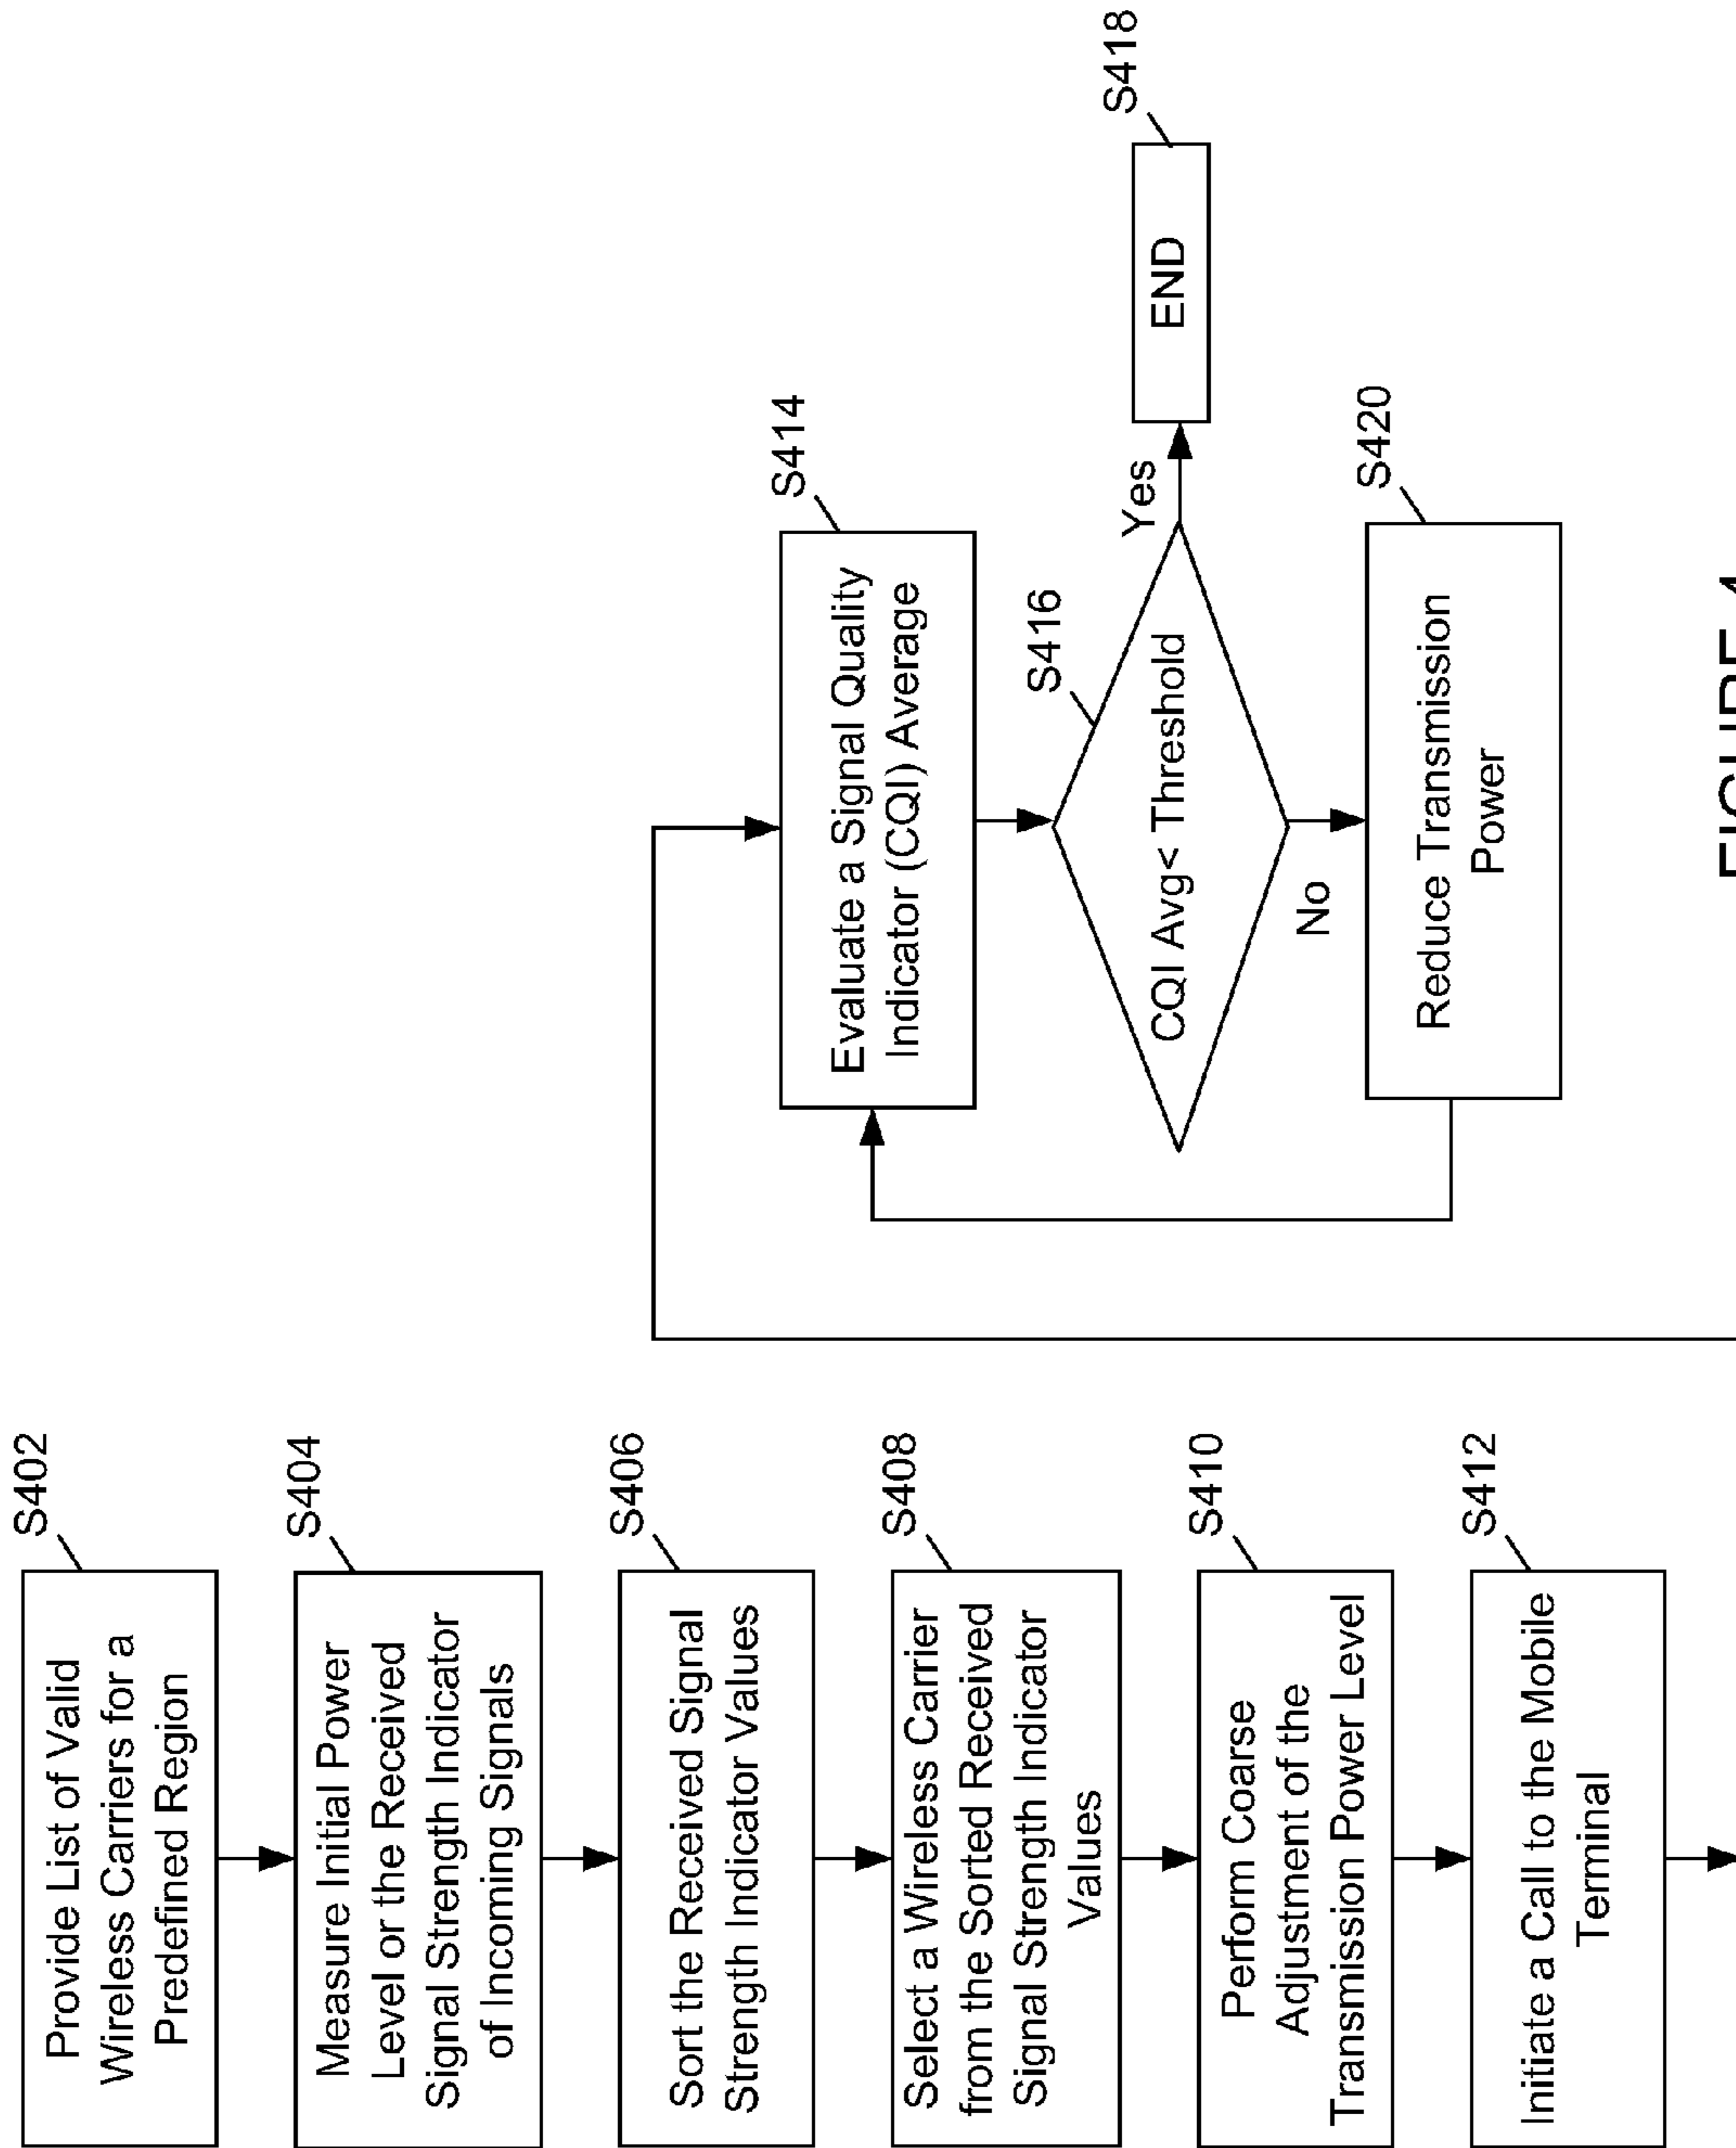 S402
Provide List of Valid
Wireless Carriers for a
Predefined Region
S404
Measure Initial Power
Level or the Received
Signal Strength Indicator
of Incoming Signals
S406
Sort the Received Signal
Strength Indicator Values
S408
Select a Wireless Carrier
from the Sorted Received
Signal Strength Indicator
Values
S410
Perform Coarse
Adjustment of the
Transmission Power Level
S412
Initiate a Call to the Mobile
Terminal
S414
Evaluate a Signal Quality
Indicator (CQI) Average
S416
CQI Avg< Threshold
Yes
S418
END
No
S420
Reduce Transmission
Power